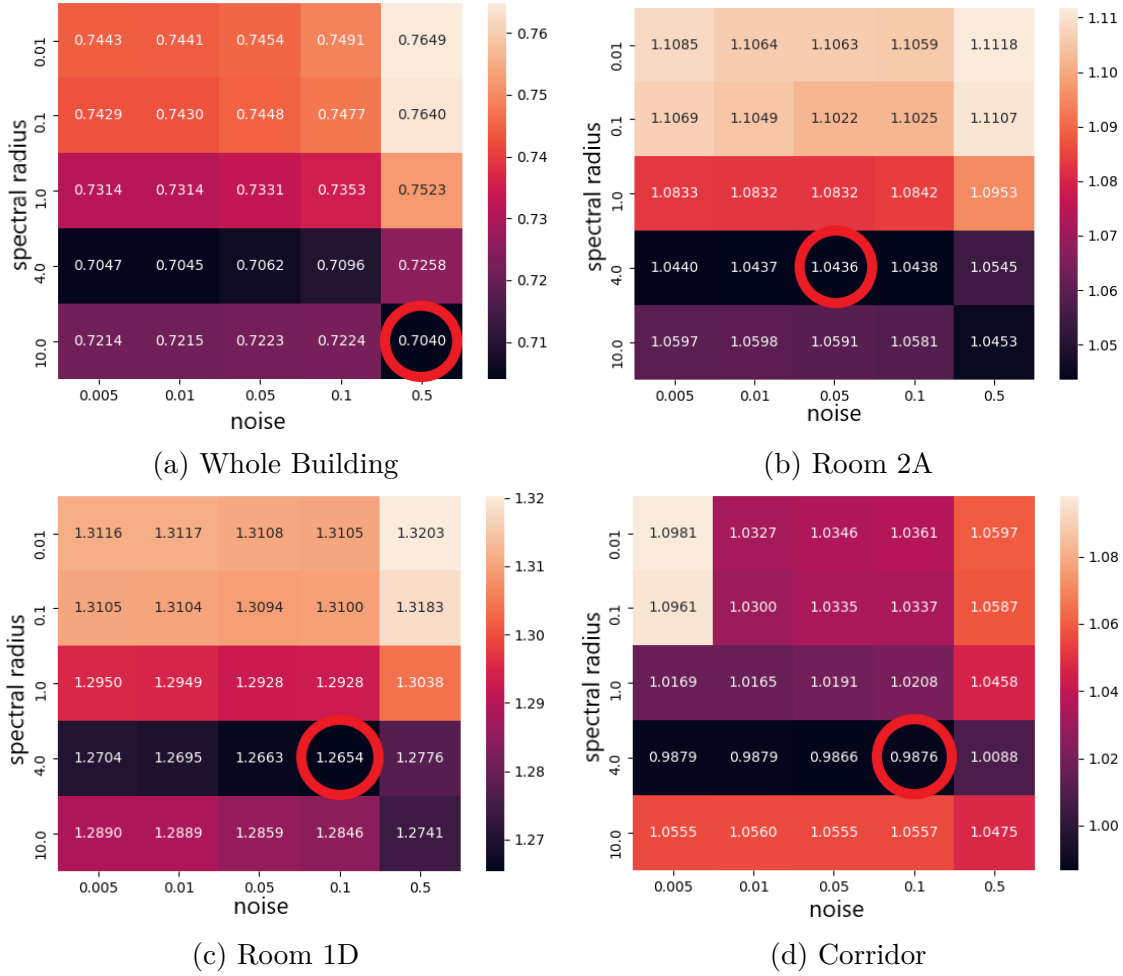 0.01 0.7443 0.7441 0.7454 0.7491 0.7649
0.1 0.7429 0.7430 0.7448 0.7477 0.7640
1.0 0.7314 0.7314 0.7331 0.7353 0.7523
4.0 0.7047 0.7045 0.7062 0.7096 0.7258
10.0 0.7214 0.7215 0.7223 0.7224 0.7040
spectral radius
0.005 0.01 0.05 0.1 0.5
noise
0.76
0.75
0.74
0.73
0.72
0.71
(a) Whole Building
0.01 1.1085 1.1064 1.1063 1.1059 1.1118
0.1 1.1069 1.1049 1.1022 1.1025 1.1107
1.0 1.0833 1.0832 1.0832 1.0842 1.0953
4.0 1.0440 1.0437 1.0436 1.0438 1.0545
10.0 1.0597 1.0598 1.0591 1.0581 1.0453
spectral radius
0.005 0.01 0.05 0.1 0.5
noise
1.11
1.10
1.09
1.08
1.07
1.06
1.05
(b) Room 2A
0.01 1.3116 1.3117 1.3108 1.3105 1.3203
0.1 1.3105 1.3104 1.3094 1.3100 1.3183
1.0 1.2950 1.2949 1.2928 1.2928 1.3038
4.0 1.2704 1.2695 1.2663 1.2654 1.2776
10.0 1.2890 1.2889 1.2859 1.2846 1.2741
spectral radius
0.005 0.01 0.05 0.1 0.5
noise
1.32
1.31
1.30
1.29
1.28
1.27
(c) Room 1D
0.01 1.0981 1.0327 1.0346 1.0361 1.0597
0.1 1.0961 1.0300 1.0335 1.0337 1.0587
1.0 1.0169 1.0165 1.0191 1.0208 1.0458
4.0 0.9879 0.9879 0.9866 0.9876 1.0088
10.0 1.0555 1.0560 1.0555 1.0557 1.0475
spectral radius
0.005 0.01 0.05 0.1 0.5
noise
1.08
1.06
1.04
1.02
1.00
(d) Corridor